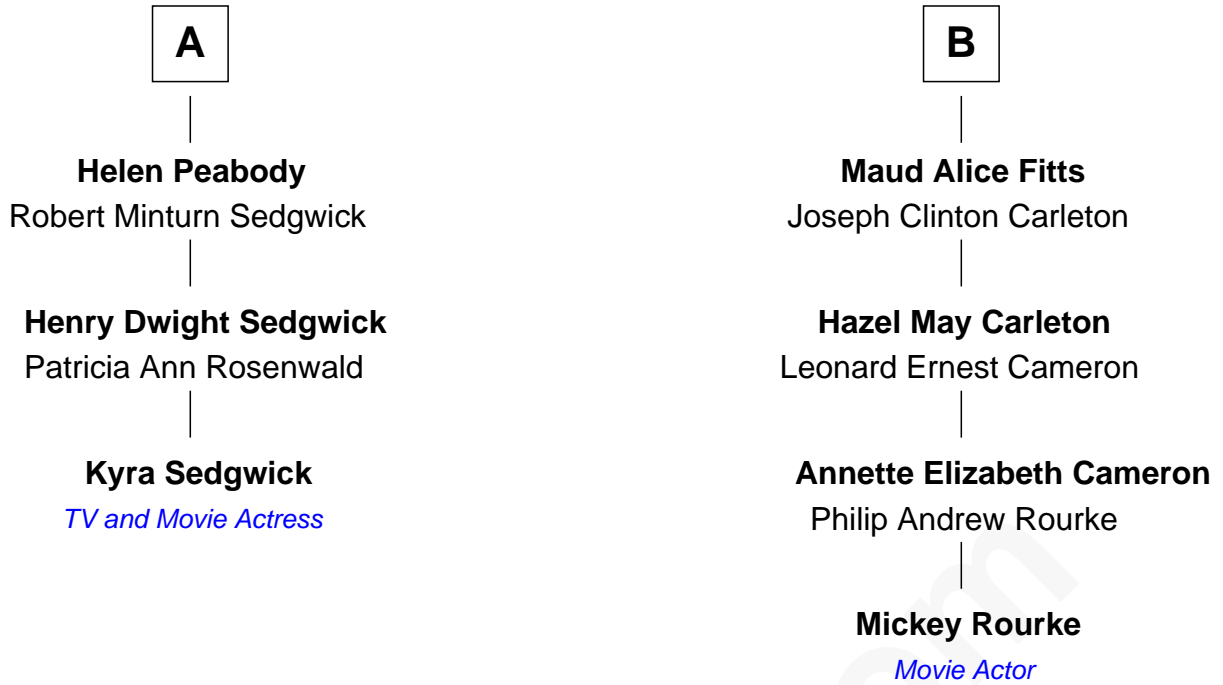 A
Helen Peabody
Robert Minturn Sedgwick
Henry Dwight Sedgwick
Patricia Ann Rosenwald
Kyra Sedgwick
TV and Movie Actress
B
Maud Alice Fitts
Joseph Clinton Carleton
Hazel May Carleton
Leonard Ernest Cameron
Annette Elizabeth Cameron
Philip Andrew Rourke
Mickey Rourke
Movie Actor